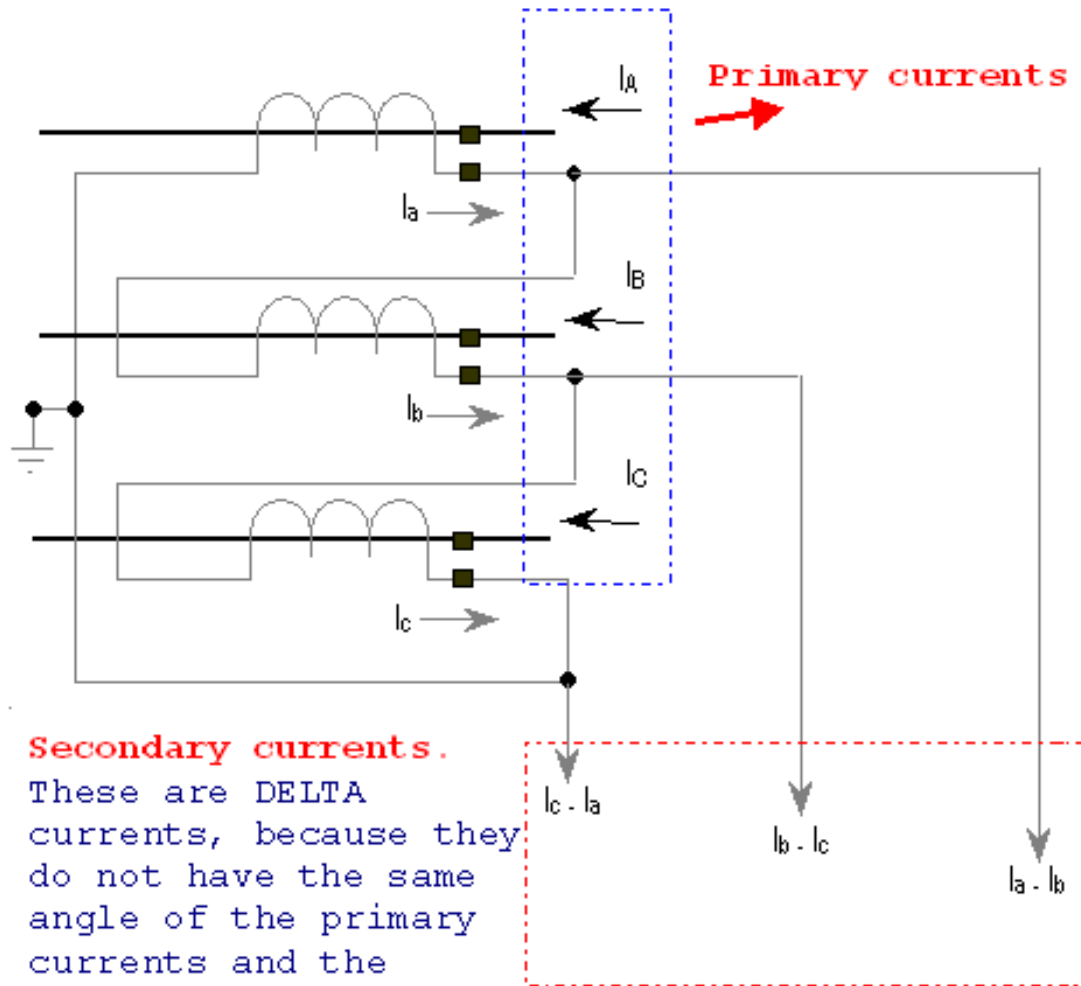 IA
Primary currents
Ia
IB
Ib
IC
Ic
Secondary currents.
These are DELTA
currents, because they
do not have the same
angle of the primary
currents and the
Ic - Ia
Ib - Ic
Ia - Ib